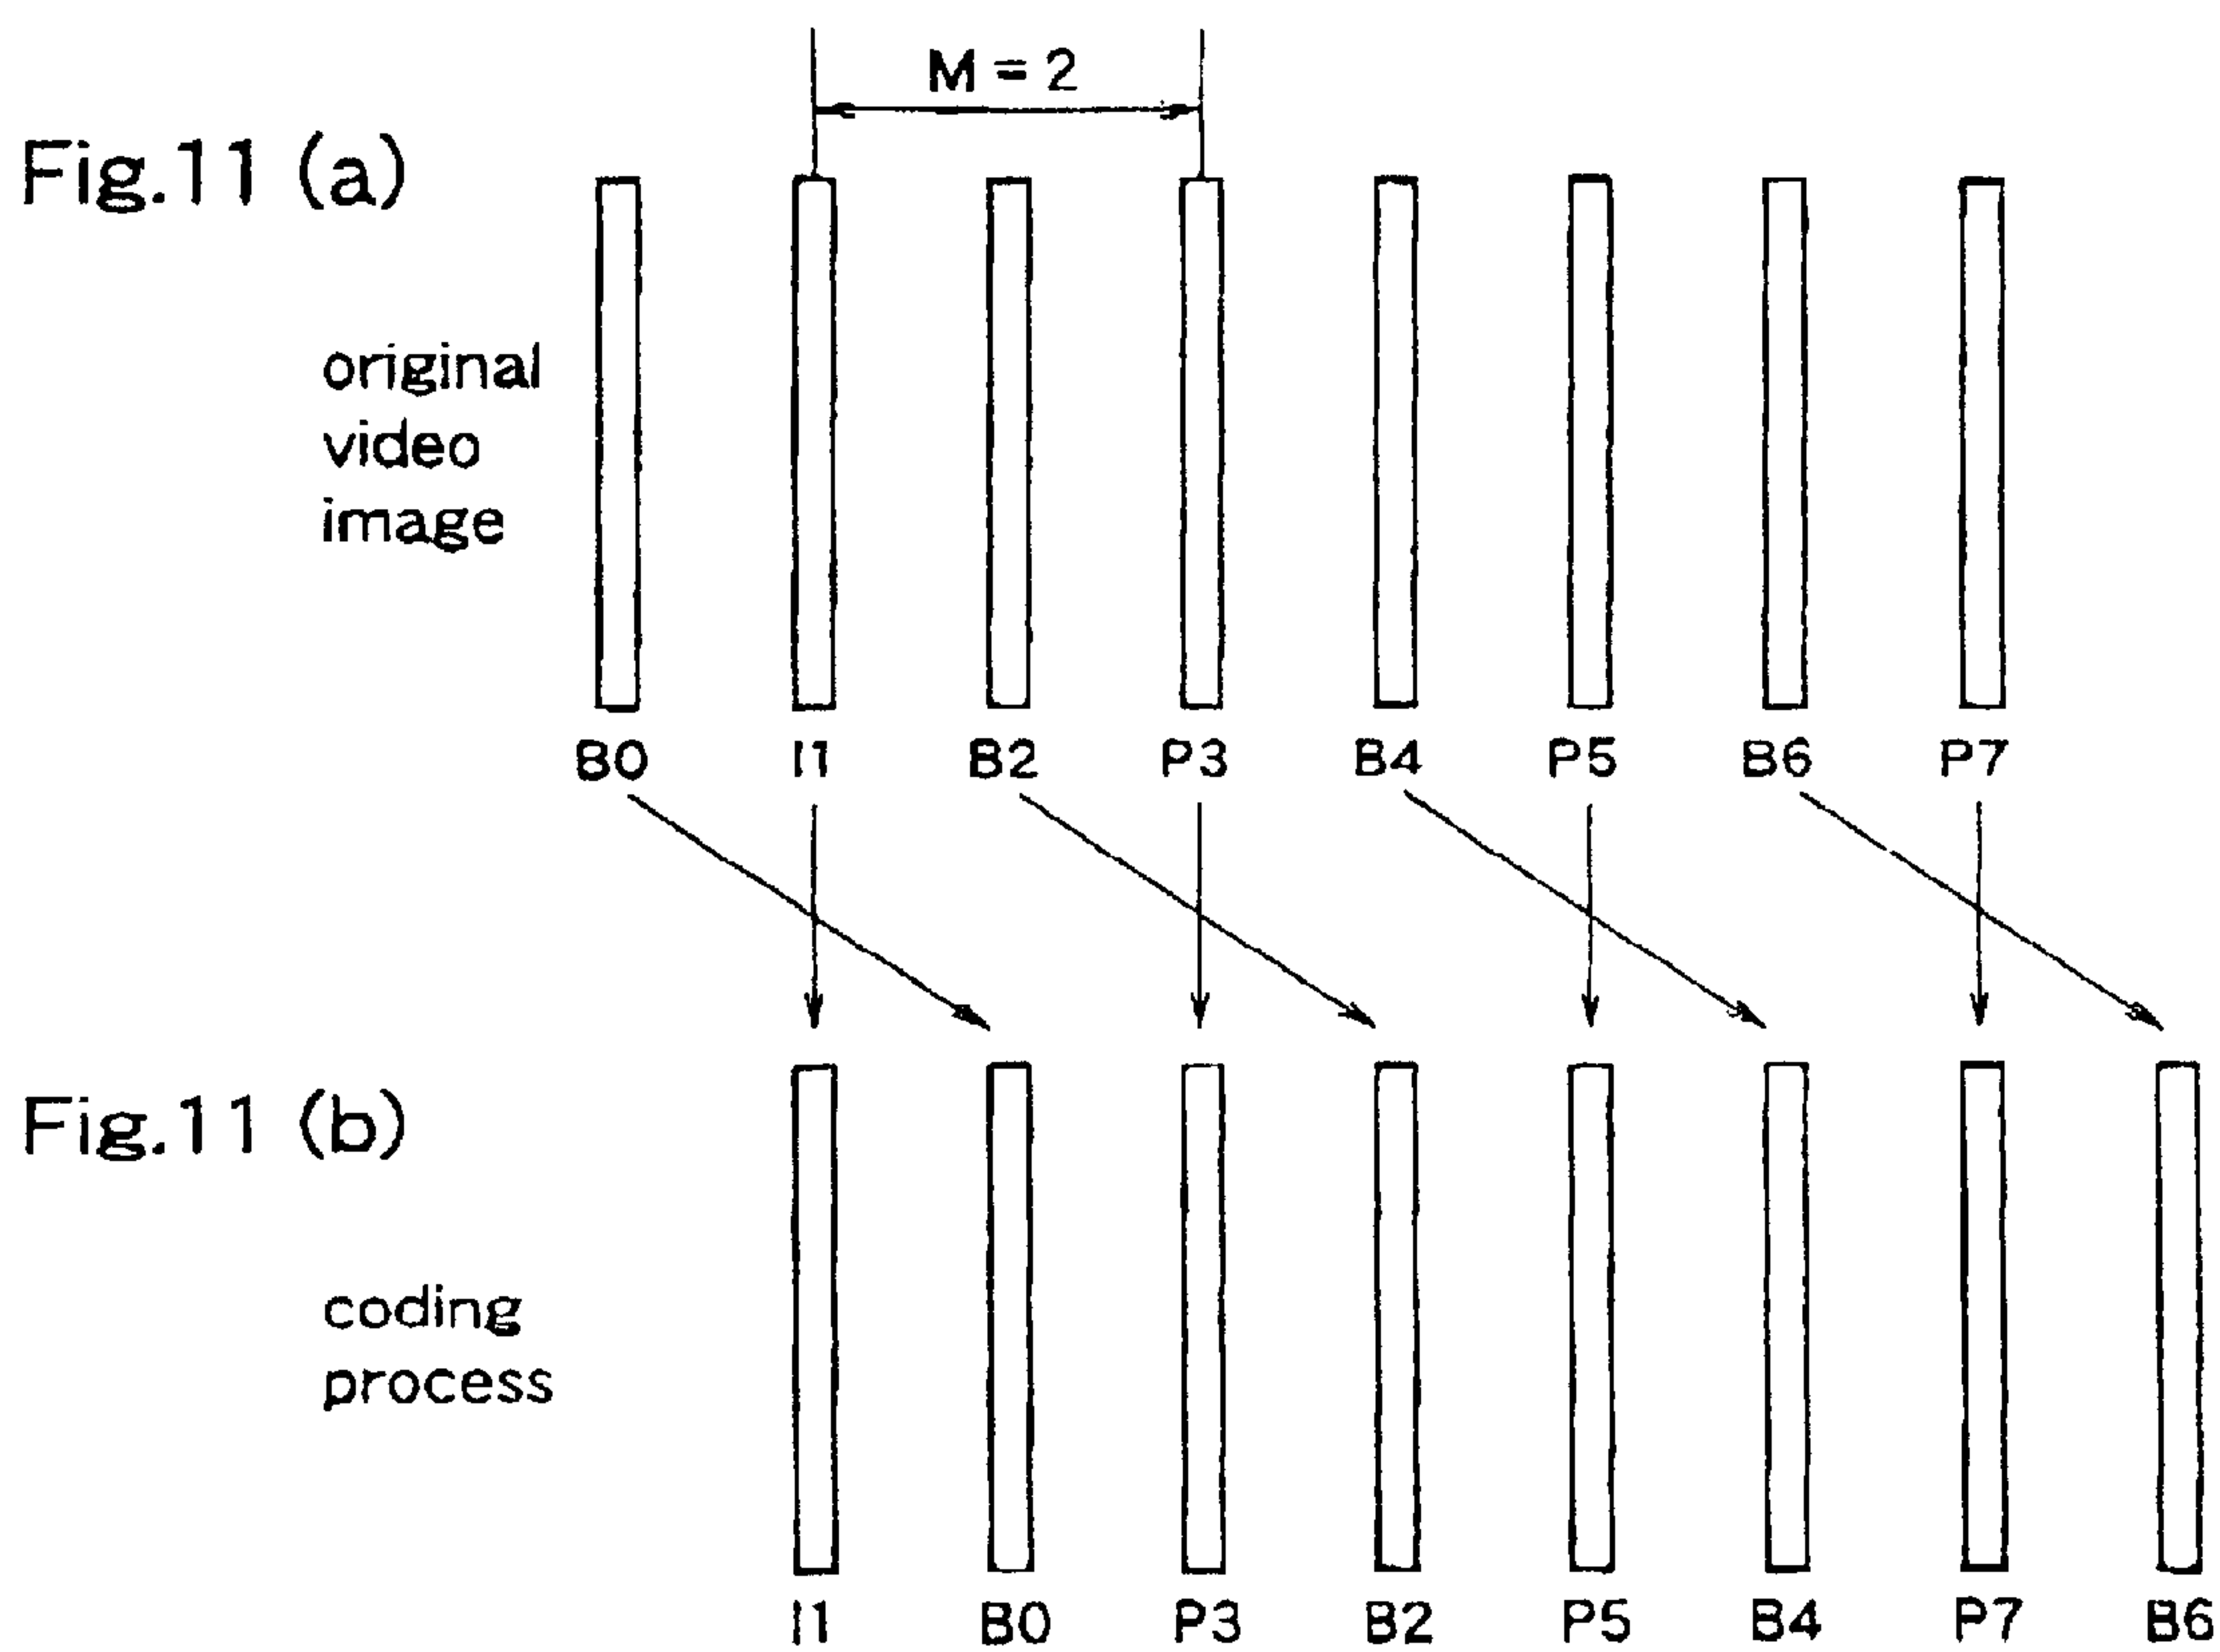 M = 2
Fig.11 (a)
original
video
image
B0 I1 B2 P3 B4 P5 B6 P7
Fig.11 (b)
coding
process
I1 B0 P3 B2 P5 B4 P7 B6